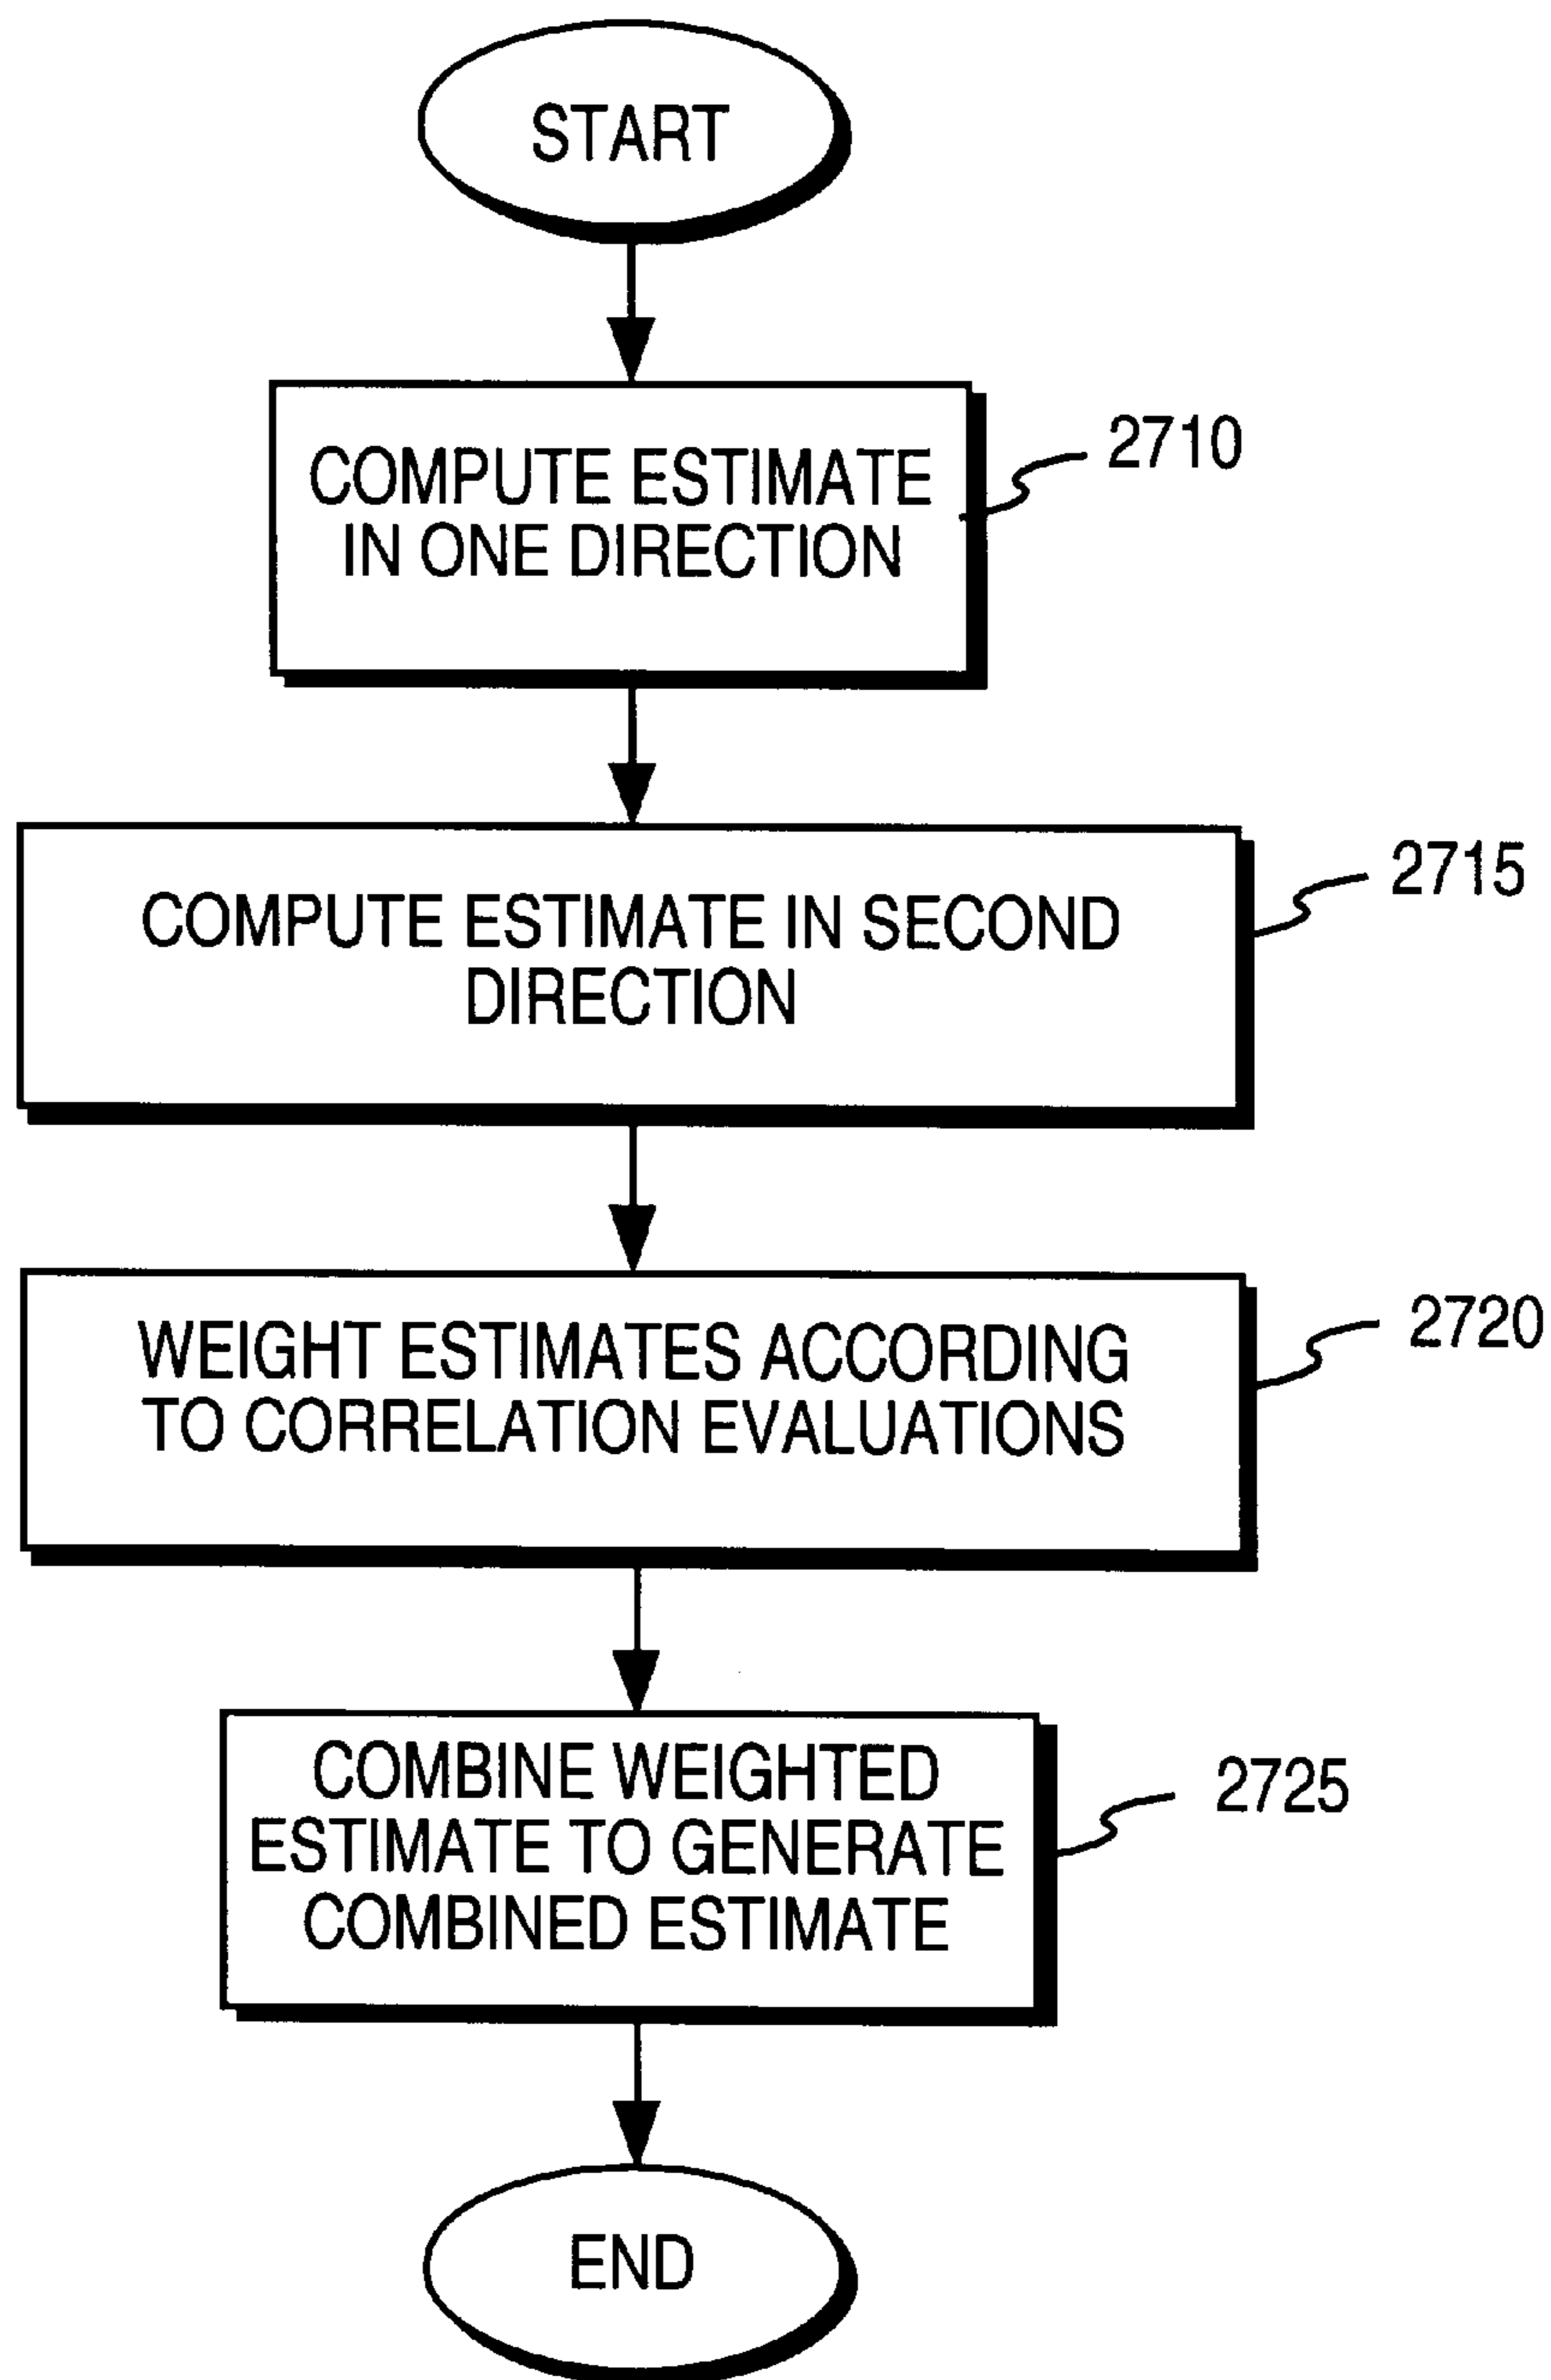 START
COMPUTE ESTIMATE
IN ONE DIRECTION
2710
COMPUTE ESTIMATE IN SECOND
DIRECTION
2715
WEIGHT ESTIMATES ACCORDING
TO CORRELATION EVALUATIONS
2720
COMBINE WEIGHTED
ESTIMATE TO GENERATE
COMBINED ESTIMATE
2725
END